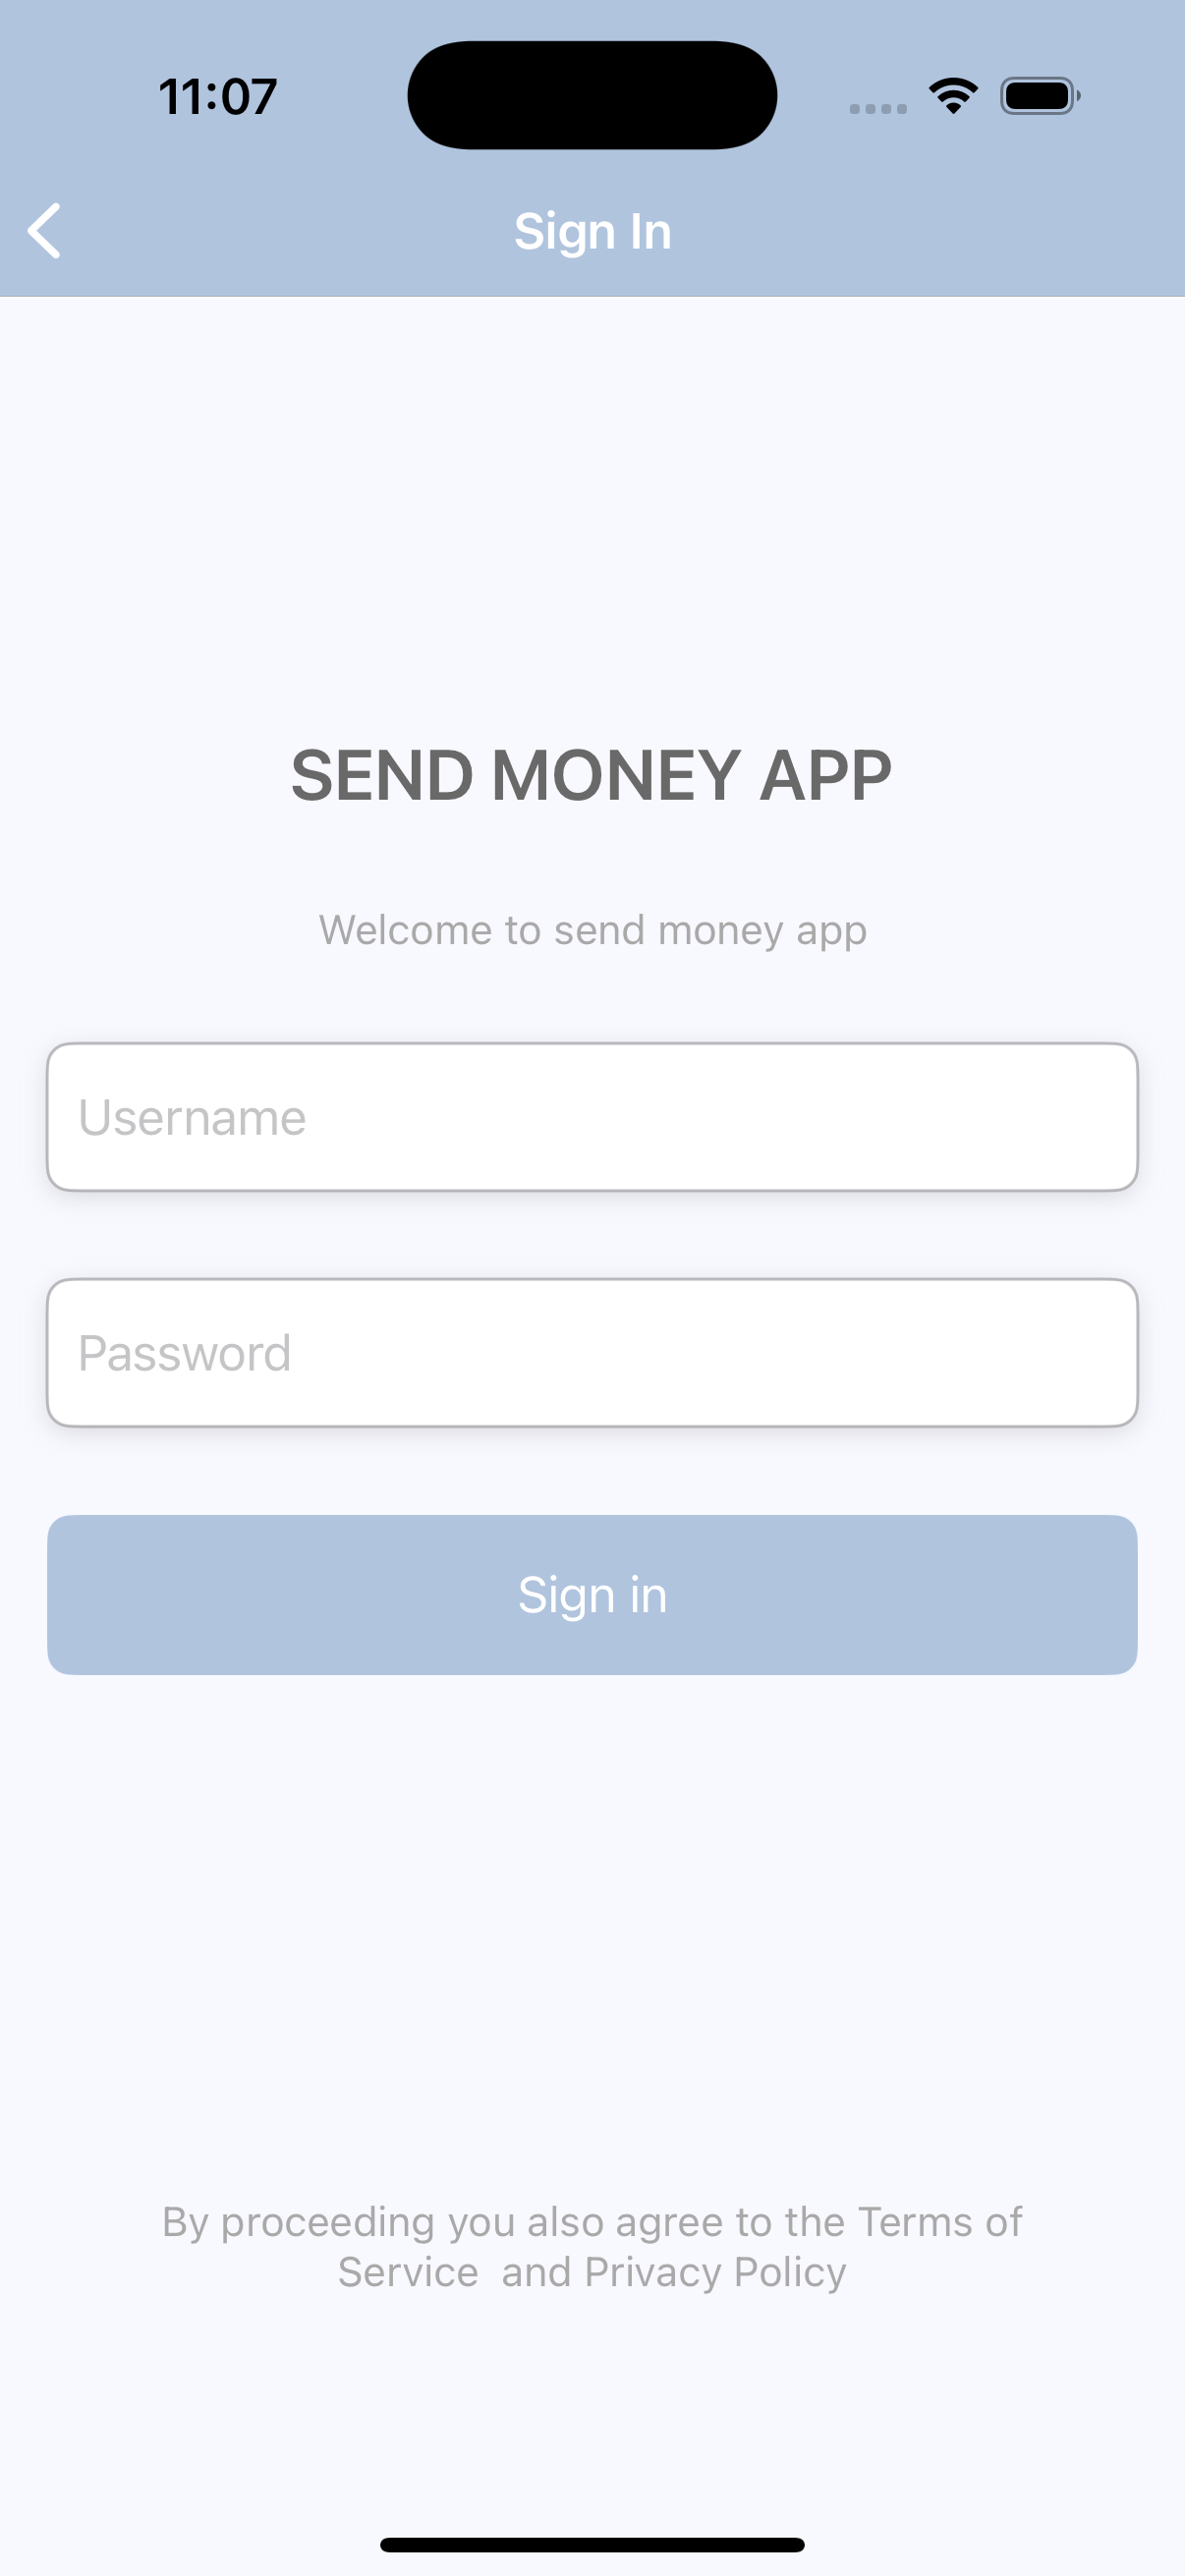 11:07
Sign In
SEND MONEY APP
Welcome to send money app
Username
Password
Sign in
By proceeding you also agree to the Terms of
Service  and Privacy Policy